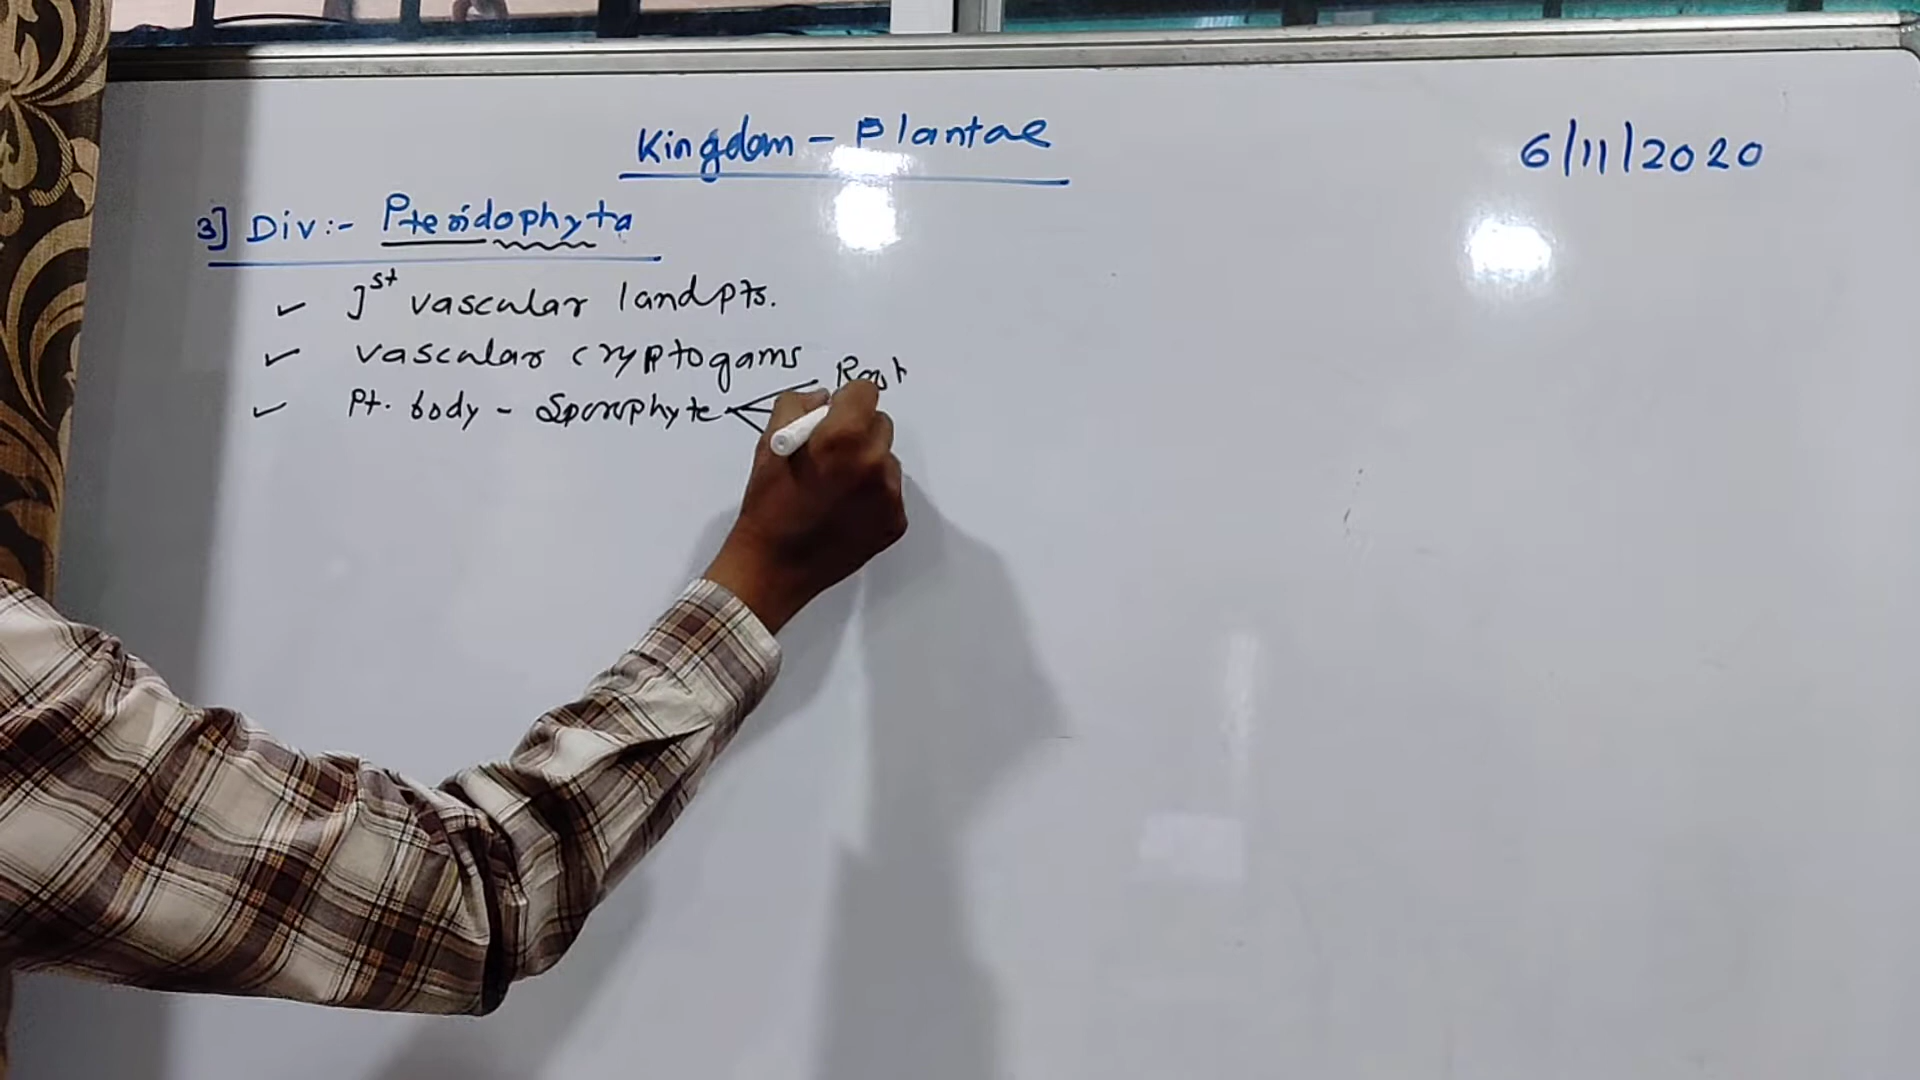 Kingdom - Plantae
6/11/2020
3] Div:- Pteridophyta
✓ 1st vascular land pts.
✓ vascular cryptogams
✓ Pt. body - Sporophyte
Root